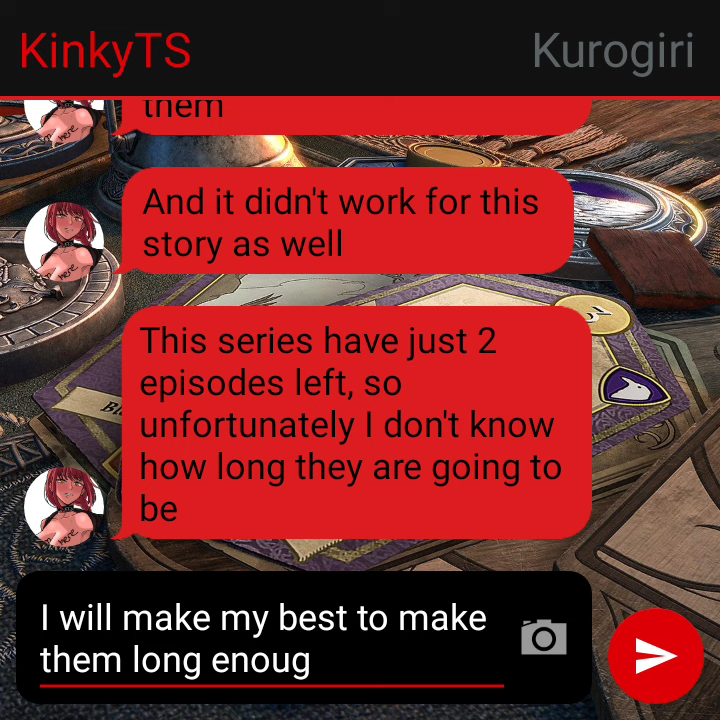 KinkyTS Kurogiri
them
And it didn't work for this
story as well
This series have just 2
episodes left, so
unfortunately I don't know
how long they are going to
be
I will make my best to make
them long enoug